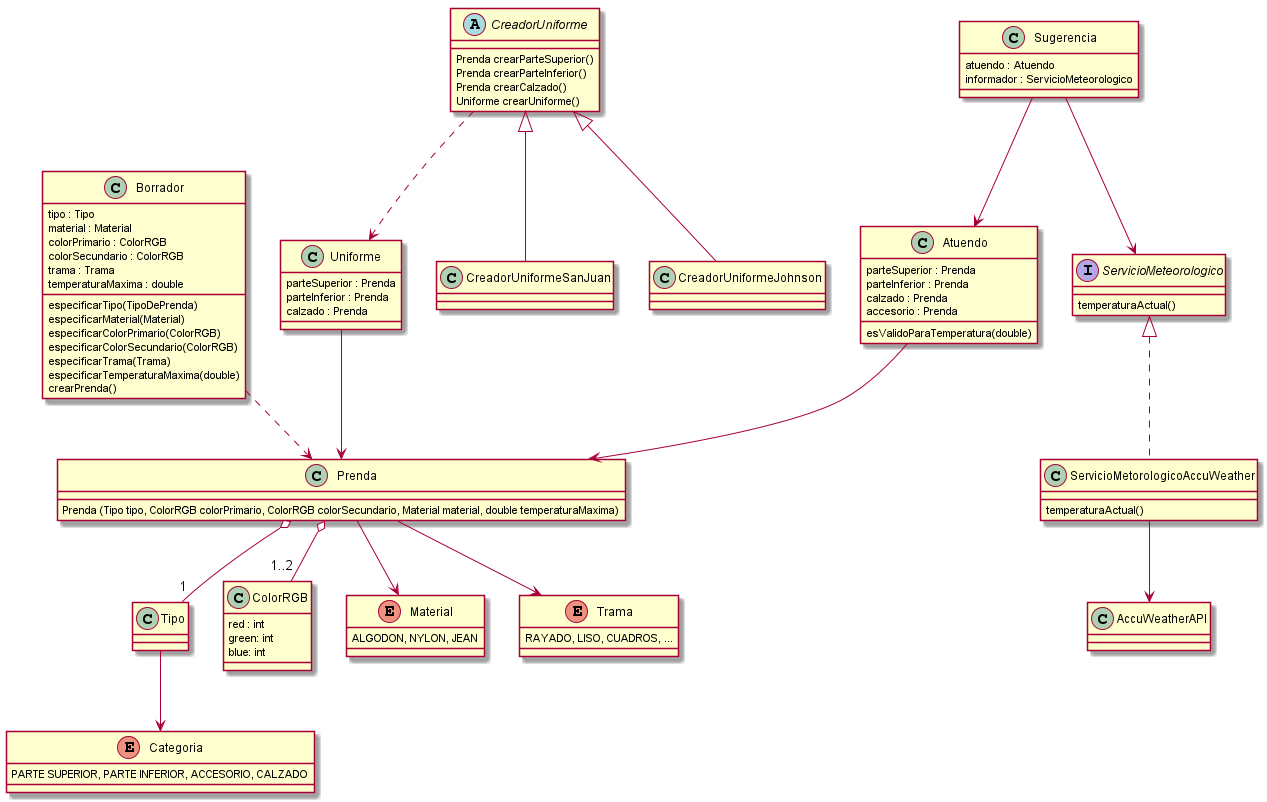 A CreadorUniforme
Prenda crearParteSuperior()
Prenda crearParteInferior()
Prenda crearCalzado()
Uniforme crearUniforme()
C Sugerencia
atuendo : Atuendo
informador : ServicioMeteorologico
C Borrador
tipo : Tipo
material : Material
colorPrimario : ColorRGB
colorSecundario : ColorRGB
trama : Trama
temperaturaMaxima : double
especificarTipo(TipoDePrenda)
especificarMaterial(Material)
especificarColorPrimario(ColorRGB)
especificarColorSecundario(ColorRGB)
especificarTrama(Trama)
especificarTemperaturaMaxima(double)
crearPrenda()
C Uniforme
parteSuperior : Prenda
parteInferior : Prenda
calzado : Prenda
C CreadorUniformeSanJuan
C CreadorUniformeJohnson
C Atuendo
parteSuperior : Prenda
parteInferior : Prenda
calzado : Prenda
accesorio : Prenda
esValidoParaTemperatura(double)
I ServicioMeteorologico
temperaturaActual()
C Prenda
Prenda (Tipo tipo, ColorRGB colorPrimario, ColorRGB colorSecundario, Material material, double temperaturaMaxima)
C ServicioMetorologicoAccuWeather
temperaturaActual()
1
1..2
C Tipo
C ColorRGB
red : int
green: int
blue: int
E Material
ALGODON, NYLON, JEAN
E Trama
RAYADO, LISO, CUADROS, ...
C AccuWeatherAPI
E Categoria
PARTE SUPERIOR, PARTE INFERIOR, ACCESORIO, CALZADO